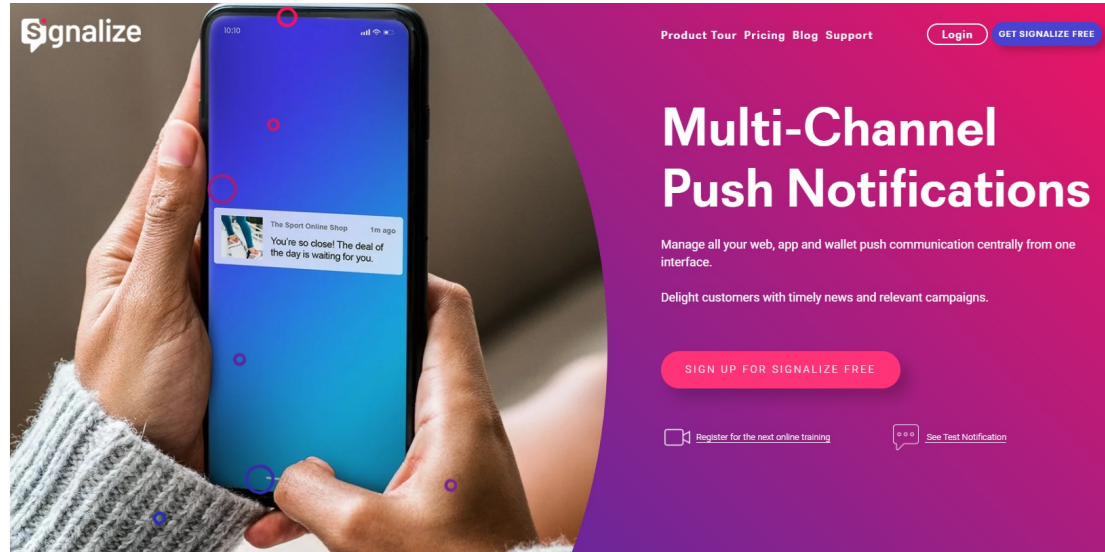 Signalize
Product Tour Pricing Blog Support
Login
GET SIGNALIZE FREE
10:10
The Sport Online Shop 1m ago
You're so close! The deal of
the day is waiting for you.
Multi-Channel
Push Notifications
Manage all your web, app and wallet push communication centrally from one
interface.
Delight customers with timely news and relevant campaigns.
SIGN UP FOR SIGNALIZE FREE
Register for the next online training
See Test Notification